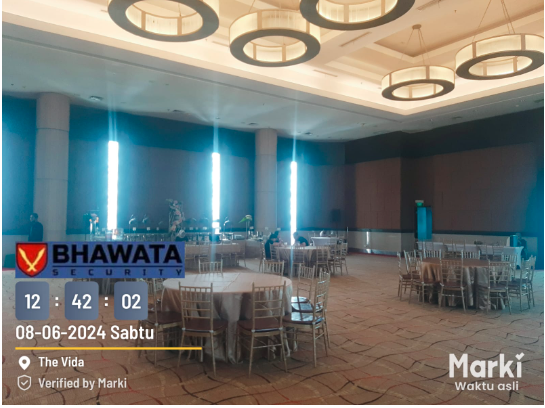 BHAWATA
SECURITY
12 : 42 : 02
08-06-2024 Sabtu
The Vida
Verified by Marki
Marki
Waktu asli